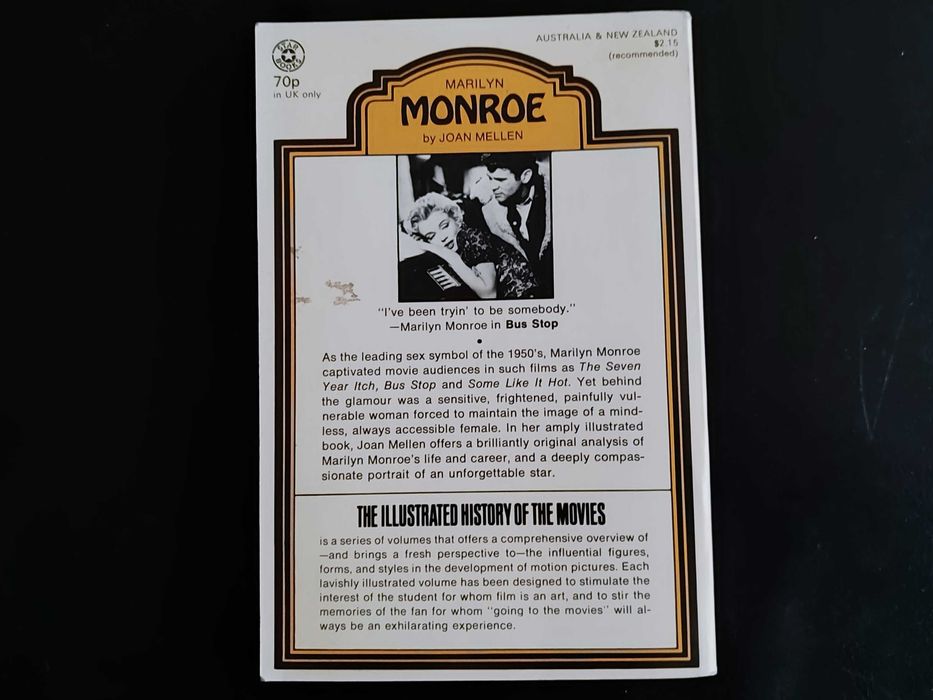 STAR
BOOKS
70p
in UK only
AUSTRALIA & NEW ZEALAND
$2.15
(recommended)
MARILYN
MONROE
by JOAN MELLEN
"I've been tryin' to be somebody."
—Marilyn Monroe in Bus Stop
•
As the leading sex symbol of the 1950's, Marilyn Monroe
captivated movie audiences in such films as The Seven
Year Itch, Bus Stop and Some Like It Hot. Yet behind
the glamour was a sensitive, frightened, painfully vul-
nerable woman forced to maintain the image of a mind-
less, always accessible female. In her amply illustrated
book, Joan Mellen offers a brilliantly original analysis of
Marilyn Monroe's life and career, and a deeply compas-
sionate portrait of an unforgettable star.
THE ILLUSTRATED HISTORY OF THE MOVIES
is a series of volumes that offers a comprehensive overview of
—and brings a fresh perspective to—the influential figures,
forms, and styles in the development of motion pictures. Each
lavishly illustrated volume has been designed to stimulate the
interest of the student for whom film is an art, and to stir the
memories of the fan for whom "going to the movies" will al-
ways be an exhilarating experience.